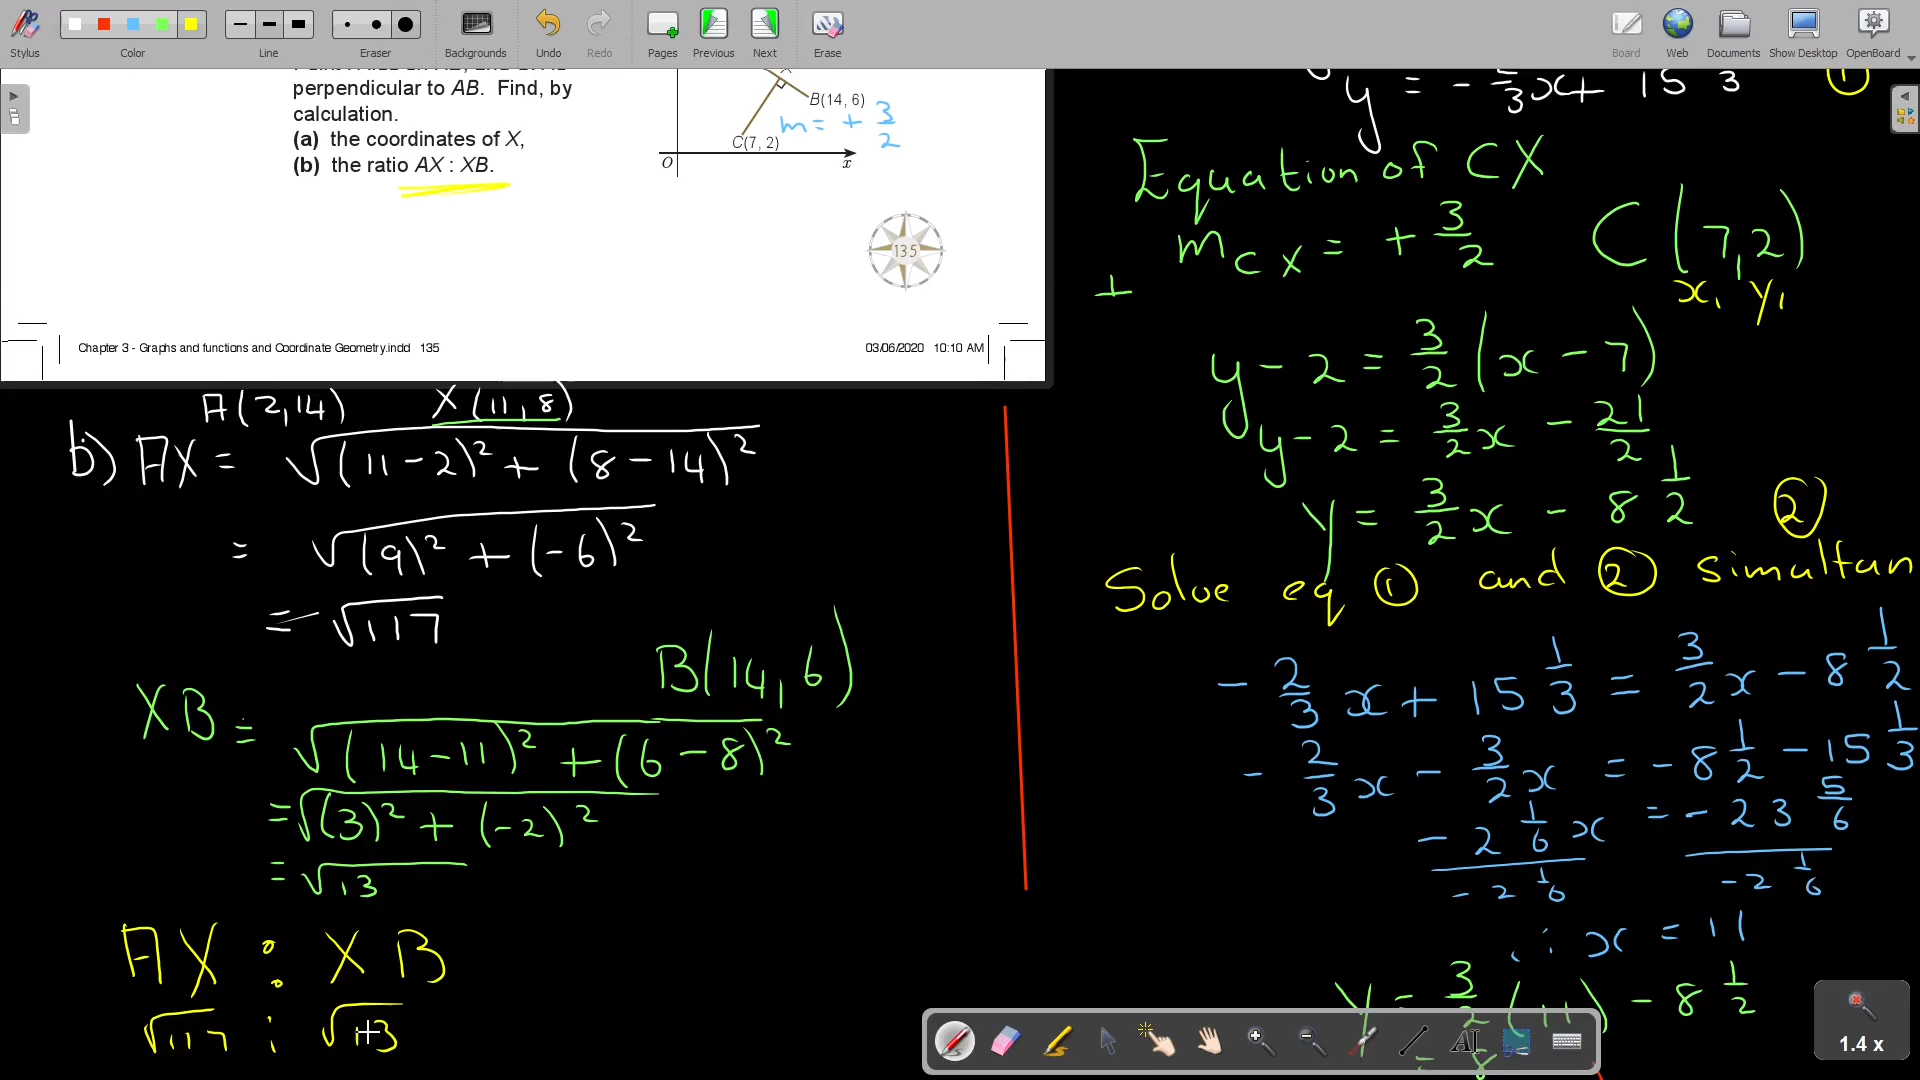 Stylus Color Line Eraser Backgrounds Undo Redo Pages Previous Next Erase Board Web Documents Show Desktop OpenBoard
perpendicular to AB. Find, by
calculation.
(a) the coordinates of X,
(b) the ratio AX : XB.
X
B(14, 6)
m = + 3/2
C(7, 2)
O x
135
Chapter 3 - Graphs and functions and Coordinate Geometry.indd 135 03/06/2020 10:10 AM
A(2,14) X(11,8)
b) AX = √(11-2)² + (8-14)²
= √(9)² + (-6)²
= √117
B(14,6)
XB = √(14-11)² + (6-8)²
= √(3)² + (-2)²
= √13
AX : XB
√117 : √13
y = - 2/3 x + 15 1/3 ①
Equation of CX
m CX = + 3/2 C(7,2)
⊥ x₁ y₁
y - 2 = 3/2 (x - 7)
y - 2 = 3/2 x - 21/2
y = 3/2 x - 8 1/2 ②
Solve eq ① and ② simultan
- 2/3 x + 15 1/3 = 3/2 x - 8 1/2
- 2/3 x - 3/2 x = - 8 1/2 - 15 1/3
- 2 1/6 x = - 23 5/6
- 2 1/6 - 2 1/6
∴ x = 11
y = 3/2 (11) - 8 1/2
= 8
1.4 x